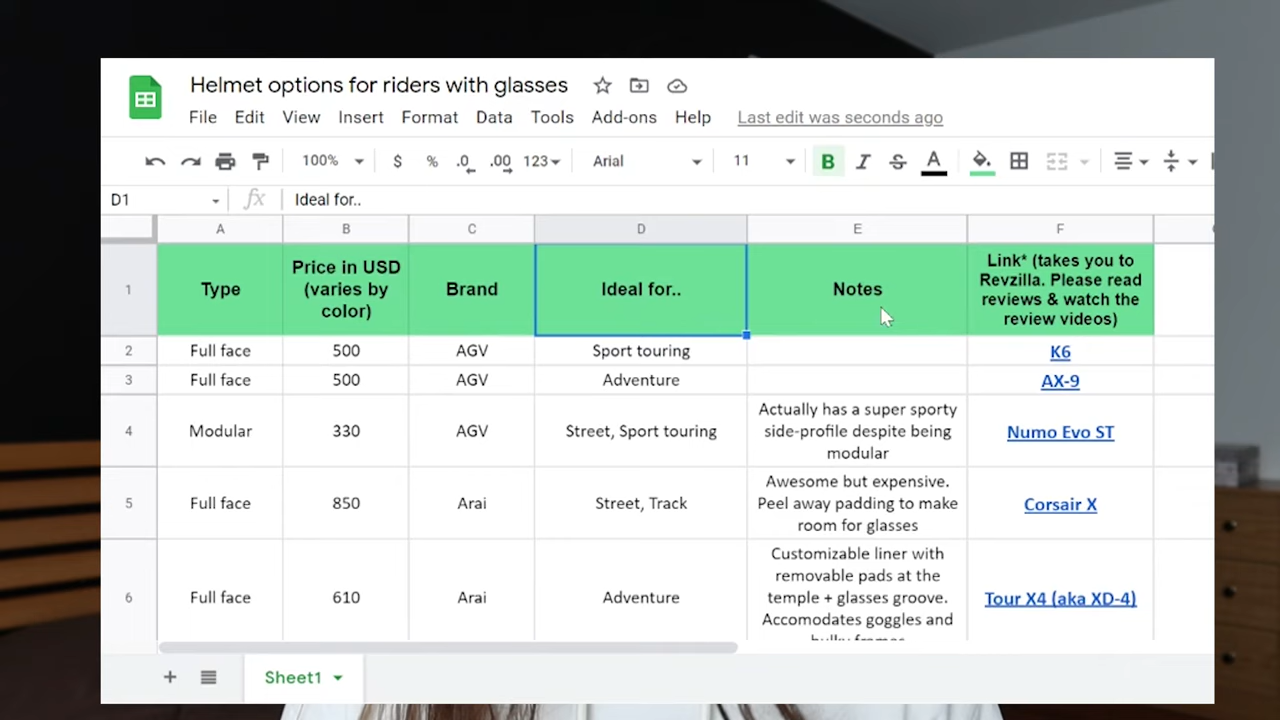 Helmet options for riders with glasses
File Edit View Insert Format Data Tools Add-ons Help Last edit was seconds ago
100% $ % .0 .00 123 Arial 11 B I S A
D1 fx Ideal for..
A B C D E F
1 Type Price in USD (varies by color) Brand Ideal for.. Notes Link* (takes you to Revzilla. Please read reviews & watch the review videos)
2 Full face 500 AGV Sport touring K6
3 Full face 500 AGV Adventure AX-9
4 Modular 330 AGV Street, Sport touring Actually has a super sporty side-profile despite being modular Numo Evo ST
5 Full face 850 Arai Street, Track Awesome but expensive. Peel away padding to make room for glasses Corsair X
6 Full face 610 Arai Adventure Customizable liner with removable pads at the temple + glasses groove. Accomodates goggles and Tour X4 (aka XD-4)
Sheet1